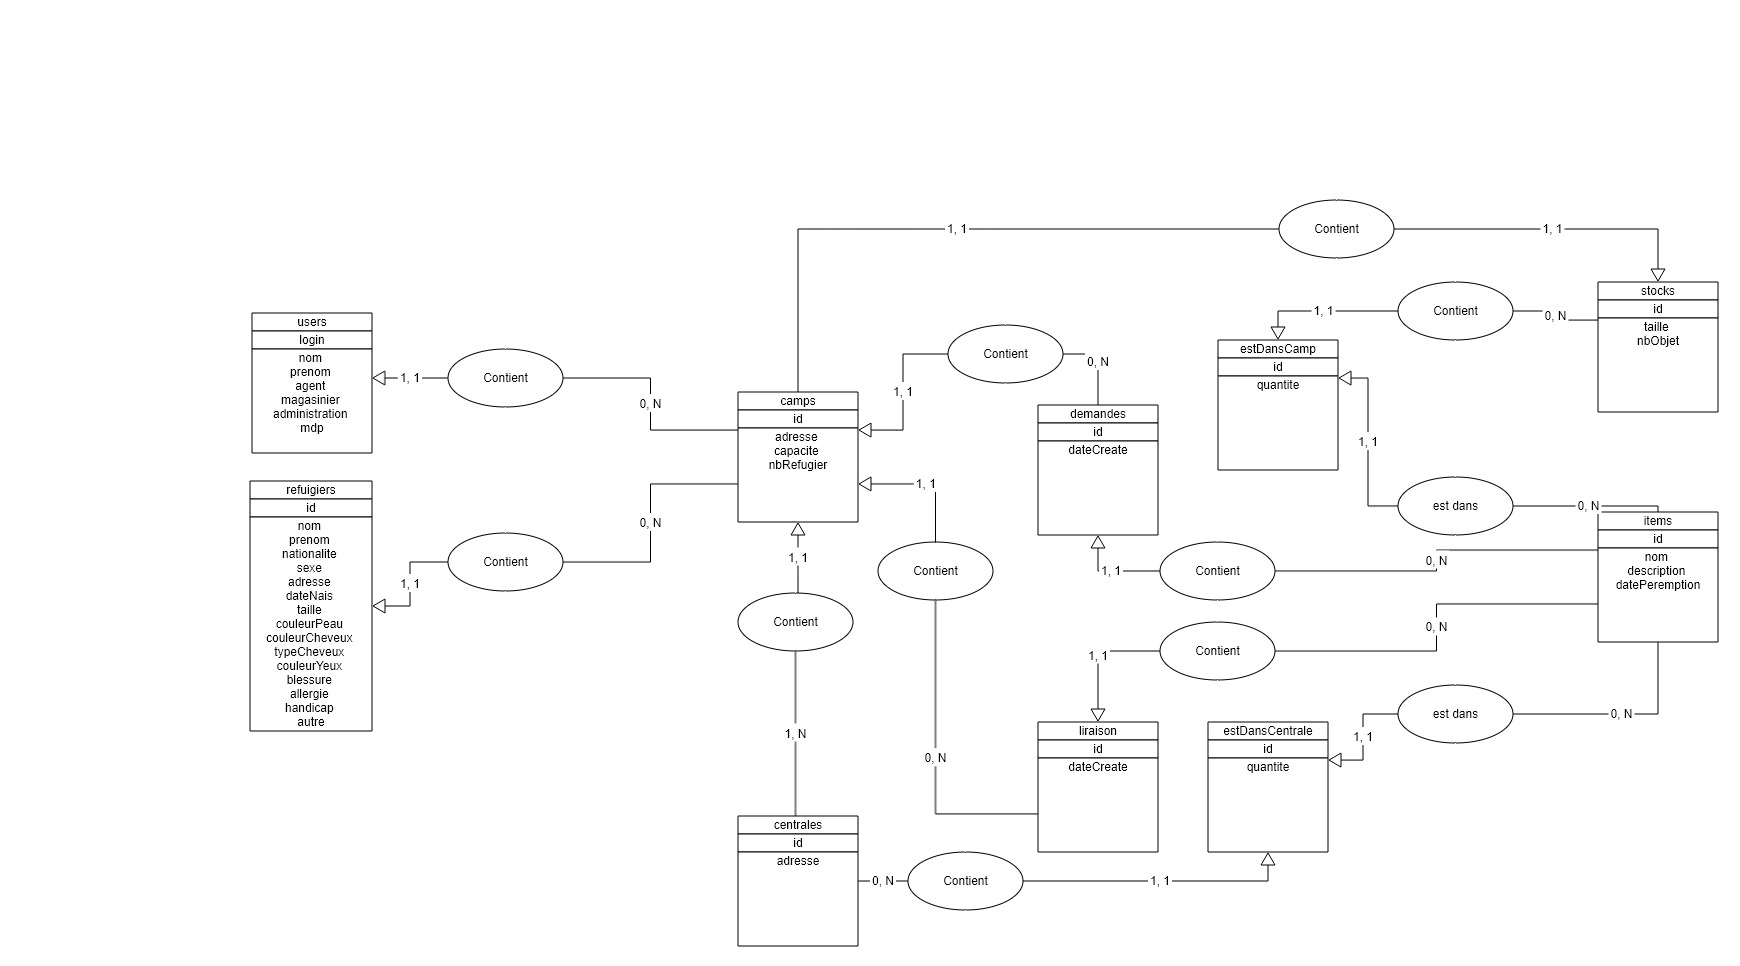 1, 1
Contient
1, 1
users
login
nom
prenom
agent
magasinier
administration
mdp
1, 1
Contient
0, N
refuigiers
id
nom
prenom
nationalite
sexe
adresse
dateNais
taille
couleurPeau
couleurCheveux
typeCheveux
couleurYeux
blessure
allergie
handicap
autre
1, 1
Contient
0, N
camps
id
adresse
capacite
nbRefugier
1, 1
Contient
0, N
demandes
id
dateCreate
stocks
id
taille
nbObjet
1, 1
Contient
0, N
estDansCamp
id
quantite
1, 1
est dans
0, N
items
id
nom
description
datePeremption
1, 1
Contient
0, N
1, 1
Contient
0, N
1, 1
Contient
1, N
1, 1
Contient
0, N
liraison
id
dateCreate
estDansCentrale
id
quantite
1, 1
est dans
0, N
centrales
id
adresse
0, N
Contient
1, 1